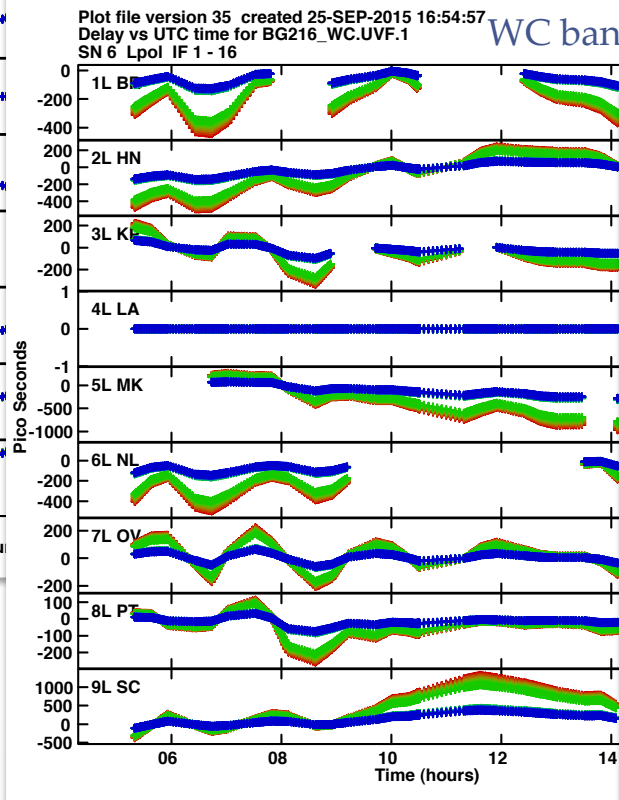 Plot file version 35 created 25-SEP-2015 16:54:57
Delay vs UTC time for BG216_WC.UVF.1
WC ban
SN 6 Lpol IF 1 - 16
1L
0
-200
-400
2L HN
200
0
-200
-400
3L
200
0
-200
4L LA
1
0
-1
5L MK
0
-500
-1000
6L NL
0
-200
-400
7L OV
200
0
-200
8L PT
100
0
-100
-200
9L SC
1000
500
0
-500
Pico Seconds
06 08 10 12 14
Time (hours)